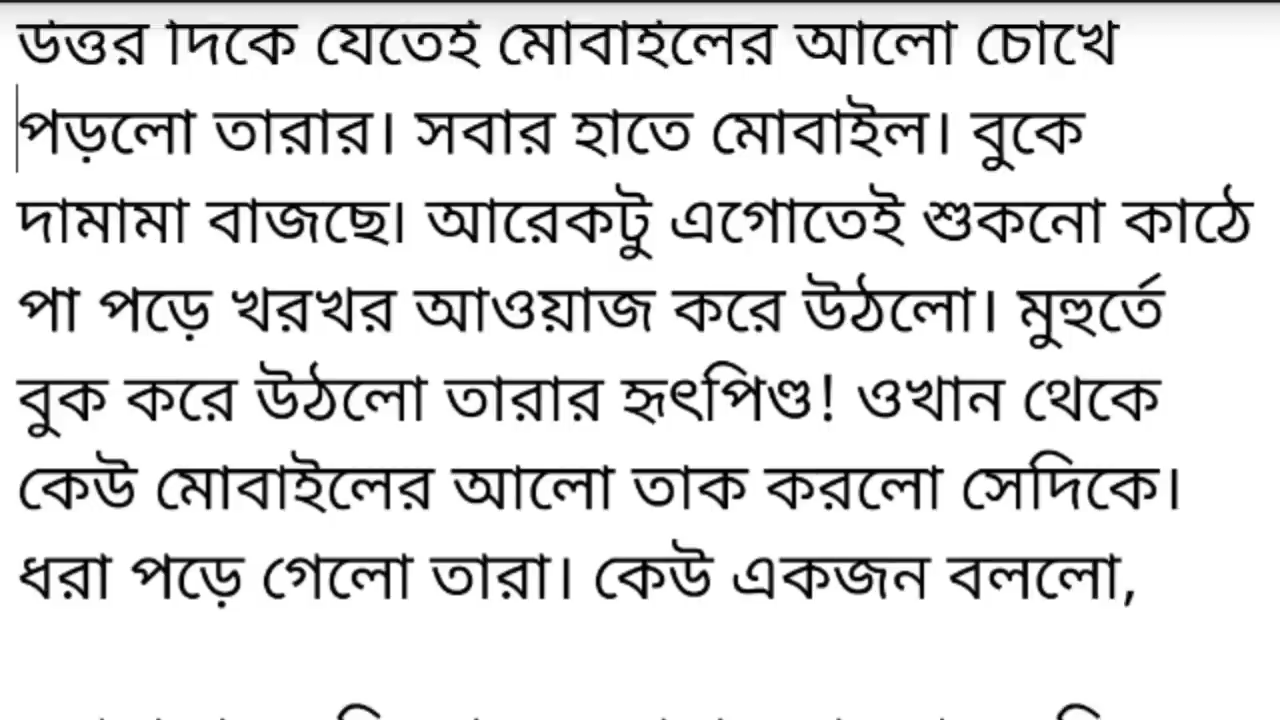 উত্তর দিকে যেতেই মোবাইলের আলো চোখে
পড়লো তারার। সবার হাতে মোবাইল। বুকে
দামামা বাজছে। আরেকটু এগোতেই শুকনো কাঠে
পা পড়ে খরখর আওয়াজ করে উঠলো। মুহুর্তে
বুক করে উঠলো তারার হৃৎপিণ্ড! ওখান থেকে
কেউ মোবাইলের আলো তাক করলো সেদিকে।
ধরা পড়ে গেলো তারা। কেউ একজন বললো,